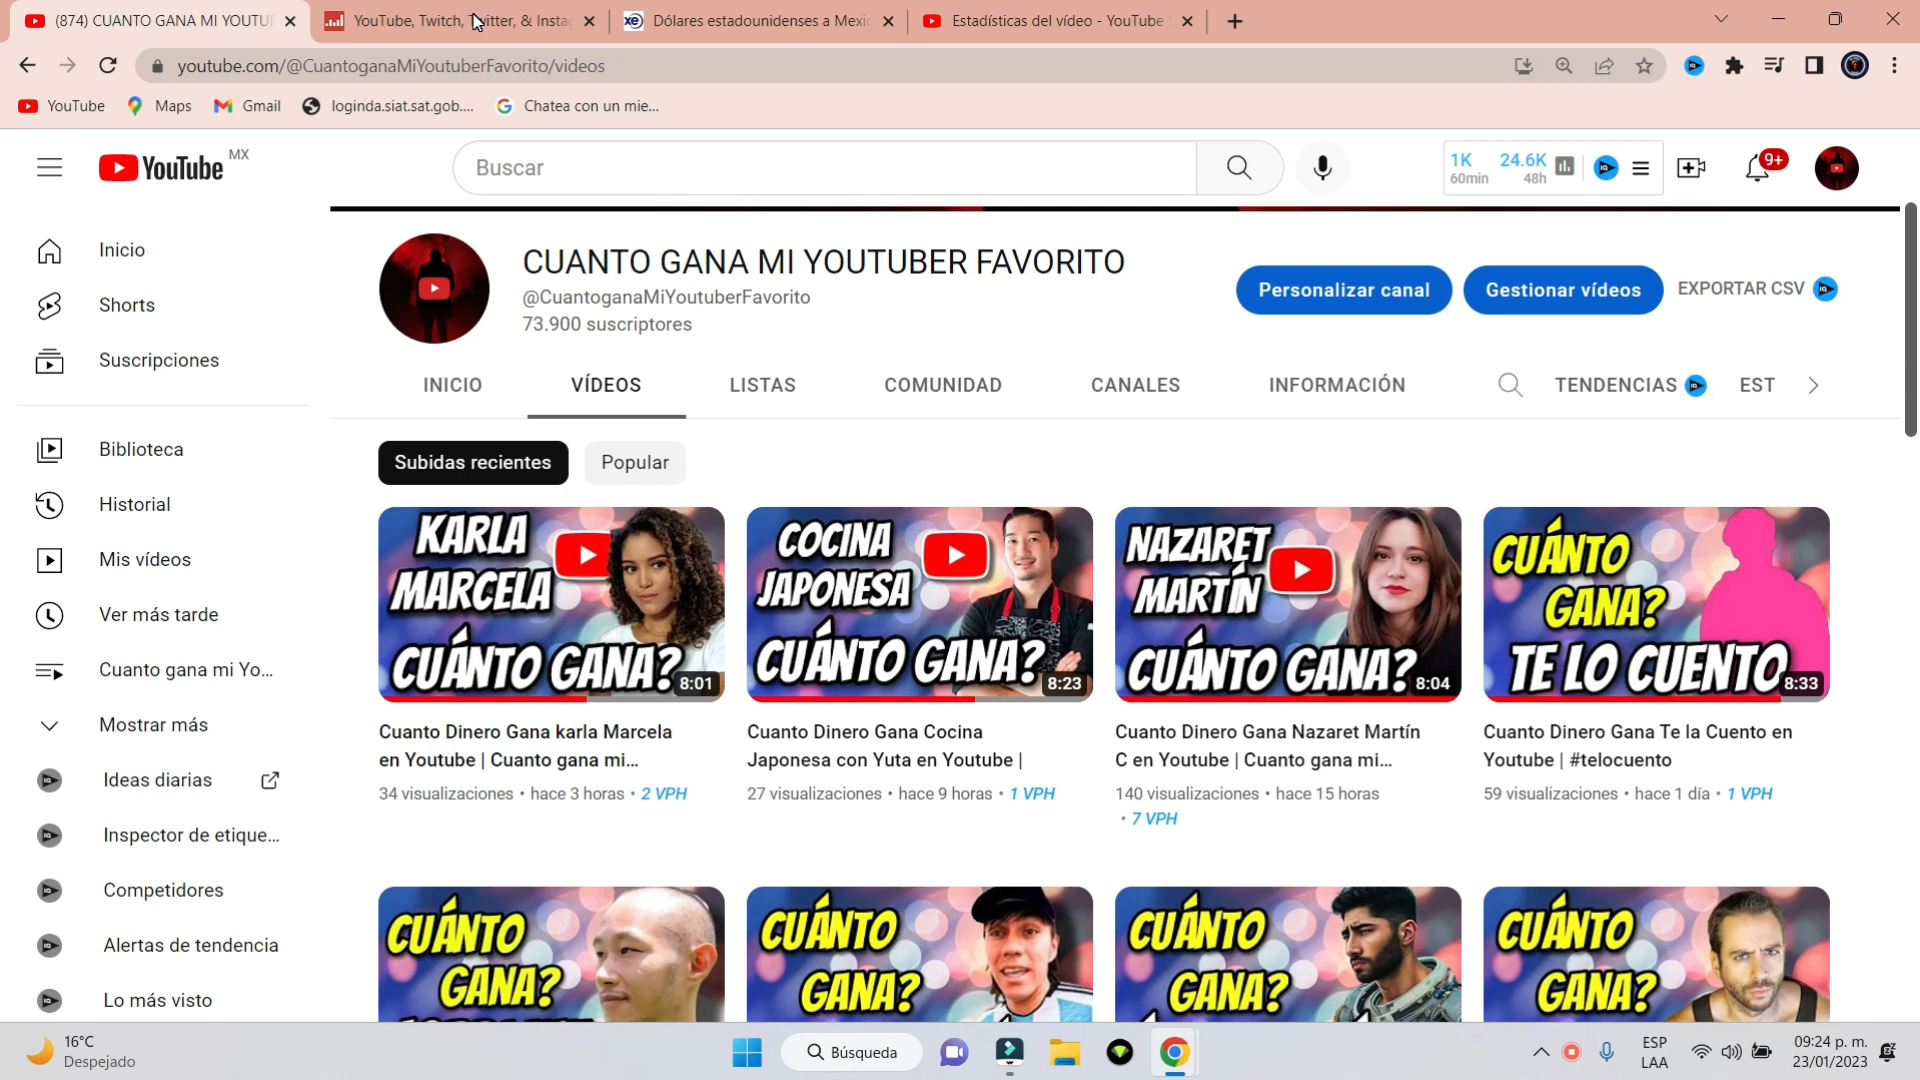 (874) CUANTO GANA MI YOUTU
YouTube, Twitch, Twitter, & Insta
Dólares estadounidenses a Mexic
Estadísticas del vídeo - YouTube
youtube.com/@CuantoganaMiYoutuberFavorito/videos
YouTube
Maps
Gmail
loginda.siat.sat.gob....
Chatea con un mie...
YouTube MX
Buscar
1K
60min
24.6K
48h
9+
CUANTO GANA MI YOUTUBER FAVORITO
@CuantoganaMiYoutuberFavorito
73.900 suscriptores
Personalizar canal
Gestionar vídeos
EXPORTAR CSV
INICIO
VÍDEOS
LISTAS
COMUNIDAD
CANALES
INFORMACIÓN
TENDENCIAS
EST
Subidas recientes
Popular
Inicio
Shorts
Suscripciones
Biblioteca
Historial
Mis vídeos
Ver más tarde
Cuanto gana mi Yo...
Mostrar más
Ideas diarias
Inspector de etique...
Competidores
Alertas de tendencia
Lo más visto
KARLA
MARCELA
CUÁNTO GANA?
8:01
Cuanto Dinero Gana karla Marcela
en Youtube | Cuanto gana mi...
34 visualizaciones • hace 3 horas • 2 VPH
COCINA
JAPONESA
CUÁNTO GANA?
8:23
Cuanto Dinero Gana Cocina
Japonesa con Yuta en Youtube |
27 visualizaciones • hace 9 horas • 1 VPH
NAZARET
MARTÍN
CUÁNTO GANA?
8:04
Cuanto Dinero Gana Nazaret Martín
C en Youtube | Cuanto gana mi...
140 visualizaciones • hace 15 horas
• 7 VPH
CUÁNTO
GANA?
TE LO CUENTO
8:33
Cuanto Dinero Gana Te la Cuento en
Youtube | #telocuento
59 visualizaciones • hace 1 día • 1 VPH
CUÁNTO
GANA?
CUÁNTO
GANA?
CUÁNTO
GANA?
CUÁNTO
GANA?
16°C
Despejado
Búsqueda
ESP
LAA
09:24 p. m.
23/01/2023